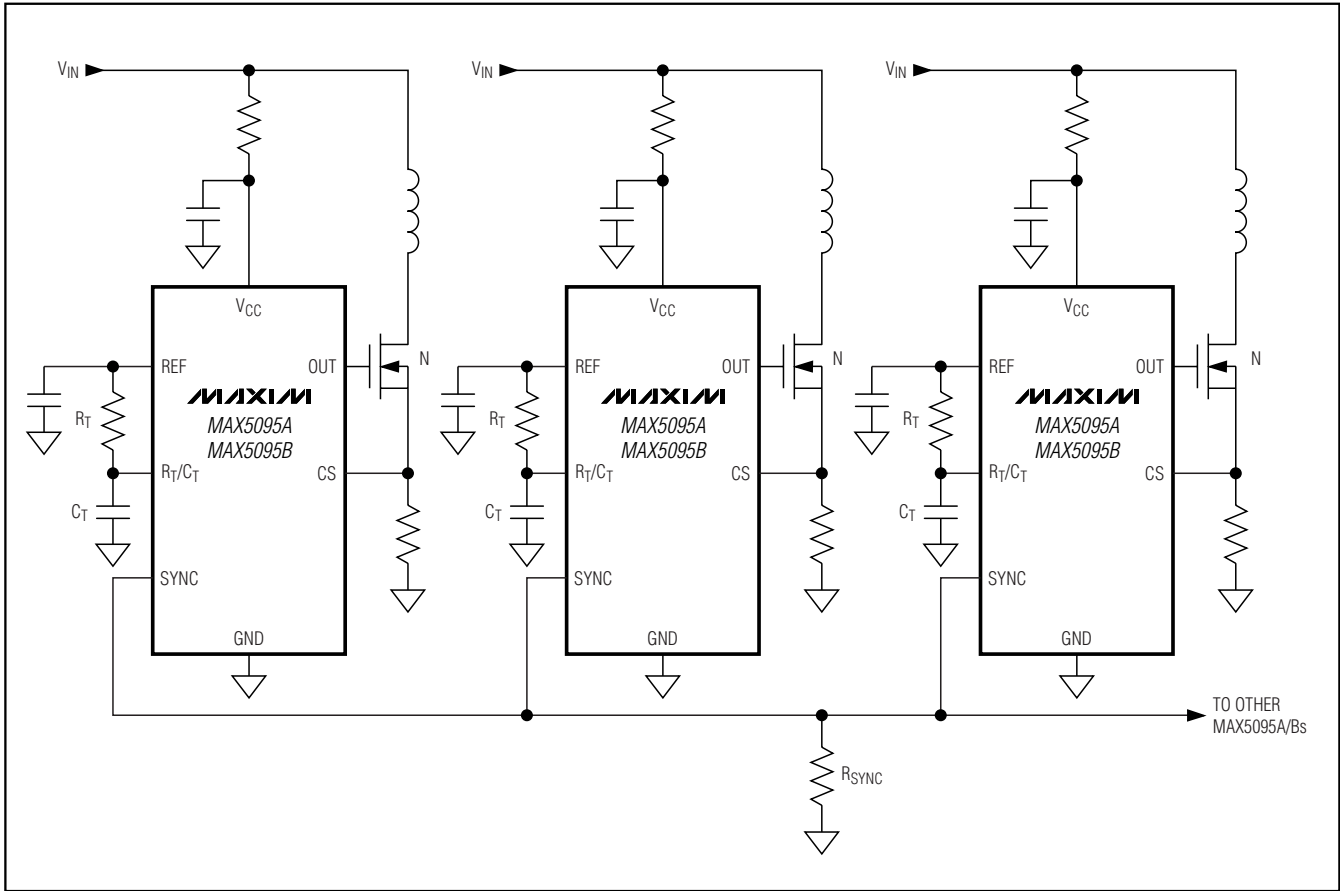 VIN
VCC
REF
OUT
N
MAXIM
RT
MAX5095A
MAX5095B
RT/CT
CS
CT
SYNC
GND
VIN
VCC
REF
OUT
N
MAXIM
RT
MAX5095A
MAX5095B
RT/CT
CS
CT
SYNC
GND
VIN
VCC
REF
OUT
N
MAXIM
RT
MAX5095A
MAX5095B
RT/CT
CS
CT
SYNC
GND
TO OTHER
MAX5095A/Bs
RSYNC